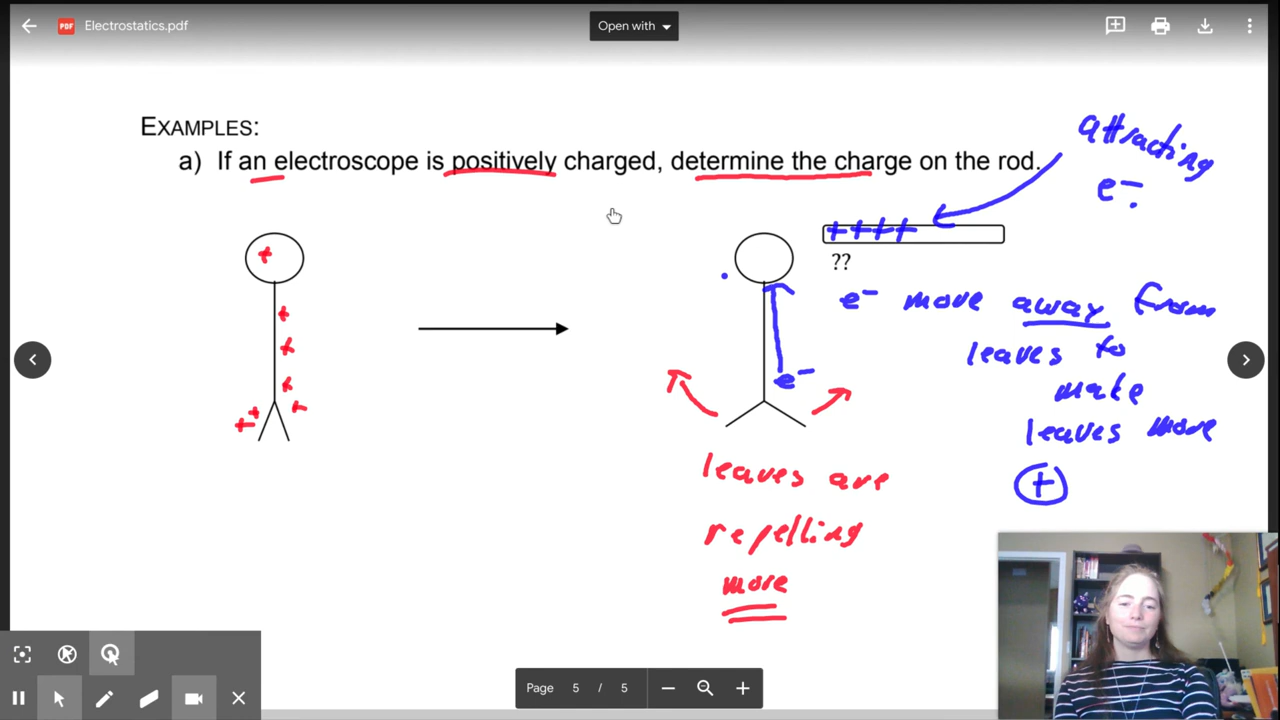 PDF Electrostatics.pdf
Open with
EXAMPLES:
a) If an electroscope is positively charged, determine the charge on the rod.
attracting
e-
+ + + +
??
+
+
+
+
+
+
+
e- move away from
leaves to
make
leaves more
+
e-
leaves are
repelling
more
Page 5 / 5